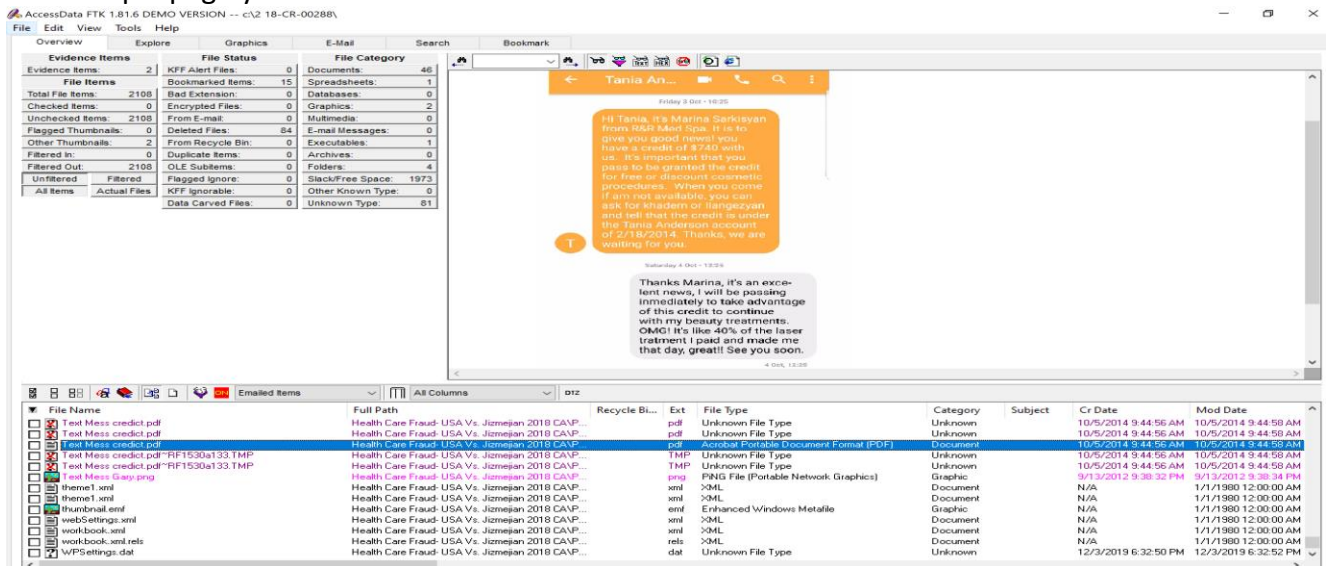 AccessData FTK 1.81.6 DEMO VERSION -- c:\2 18-CR-00288\
File Edit View Tools Help
Overview Explore Graphics E-Mail Search Bookmark
Evidence Items File Status File Category
Evidence Items: 2 KFF Alert Files: 0 Documents: 46
File Items Bookmarked Items: 15 Spreadsheets: 1
Total File Items: 2108 Bad Extension: 0 Databases: 0
Checked Items: 0 Encrypted Files: 0 Graphics: 2
Unchecked Items: 2108 From E-mail: 0 Multimedia: 0
Flagged Thumbnails: 0 Deleted Files: 84 E-mail Messages: 0
Other Thumbnails: 2 From Recycle Bin: 0 Executables: 1
Filtered In: 0 Duplicate Items: 0 Archives: 0
Filtered Out: 2108 OLE Subitems: 0 Folders: 4
Unfiltered Filtered Flagged Ignore: 0 Slack/Free Space: 1973
All Items Actual Files KFF Ignorable: 0 Other Known Type: 0
Data Carved Files: 0 Unknown Type: 81
Tania An...
Friday 3 Oct - 10:25
Hi Tania, it's Marina Sarkisyan
from R&R Med Spa. It is to
give you good news! you
have a credit of $740 with
us. It's important that you
pass to be granted the credit
for free or discount cosmetic
procedures. When you come
if am not available, you can
ask for khadem or Ilangezyan
and tell that the credit is under
the Tania Anderson account
of 2/18/2014. Thanks, we are
waiting for you.
T
Saturday 4 Oct -
Thanks Marina, it's an exce-
lent news, I will be passing
inmediately to take advantage
of this credit to continue
with my beauty treatments.
OMG! It's like 40% of the laser
tratment I paid and made me
that day, great!! See you soon.
4 Oct,
ON Emailed Items All Columns DTZ
File Name Full Path Recycle Bi... Ext File Type Category Subject Cr Date Mod Date
Text Mess credict.pdf Health Care Fraud- USA Vs. Jizmejian 2018 CA\P... pdf Unknown File Type Unknown 10/5/2014 9:44:56 AM 10/5/2014 9:44:58 AM
Text Mess credict.pdf Health Care Fraud- USA Vs. Jizmejian 2018 CA\P... pdf Unknown File Type Unknown 10/5/2014 9:44:56 AM 10/5/2014 9:44:58 AM
Text Mess credict.pdf Health Care Fraud- USA Vs. Jizmejian 2018 CA\P... pdf Acrobat Portable Document Format (PDF) Document 10/5/2014 9:44:56 AM 10/5/2014 9:44:58 AM
Text Mess credict.pdf~RF1530a133.TMP Health Care Fraud- USA Vs. Jizmejian 2018 CA\P... TMP Unknown File Type Unknown 10/5/2014 9:44:56 AM 10/5/2014 9:44:58 AM
Text Mess credict.pdf~RF1530a133.TMP Health Care Fraud- USA Vs. Jizmejian 2018 CA\P... TMP Unknown File Type Unknown 10/5/2014 9:44:56 AM 10/5/2014 9:44:58 AM
Text Mess Gary.png Health Care Fraud- USA Vs. Jizmejian 2018 CA\P... png PiNG File (Portable Network Graphics) Graphic 9/13/2012 9:38:32 PM 9/13/2012 9:38:34 PM
theme1.xml Health Care Fraud- USA Vs. Jizmejian 2018 CA\P... xml XML Document N/A 1/1/1980 12:00:00 AM
thumbnail.emf Health Care Fraud- USA Vs. Jizmejian 2018 CA\P... emf Enhanced Windows Metafile Graphic N/A 1/1/1980 12:00:00 AM
webSettings.xml Health Care Fraud- USA Vs. Jizmejian 2018 CA\P... xml XML Document N/A 1/1/1980 12:00:00 AM
workbook.xml Health Care Fraud- USA Vs. Jizmejian 2018 CA\P... xml XML Document N/A 1/1/1980 12:00:00 AM
workbook.xml.rels Health Care Fraud- USA Vs. Jizmejian 2018 CA\P... rels XML Document N/A 1/1/1980 12:00:00 AM
WPSettings.dat Health Care Fraud- USA Vs. Jizmejian 2018 CA\P... dat Unknown File Type Unknown 12/3/2019 6:32:50 PM 12/3/2019 6:32:52 PM